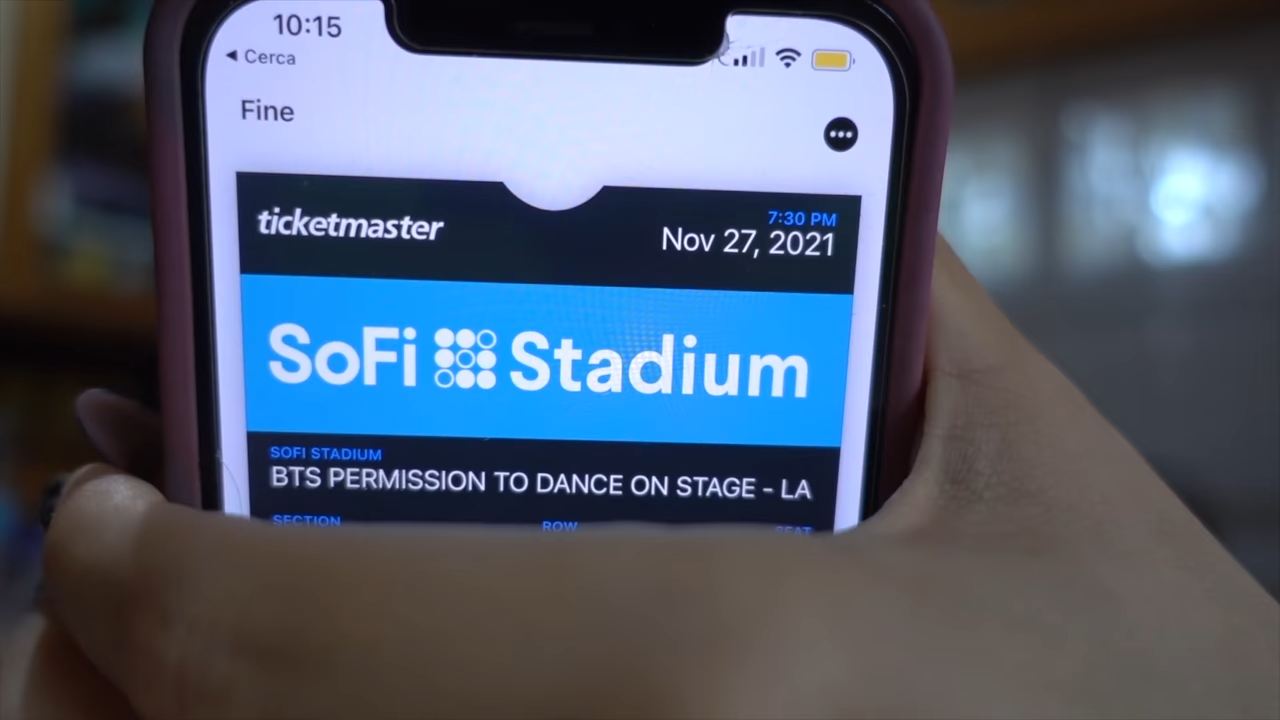 10:15
◀ Cerca
Fine
ticketmaster
7:30 PM
Nov 27, 2021
SoFi Stadium
SOFI STADIUM
BTS PERMISSION TO DANCE ON STAGE - LA
SECTION ROW SEAT